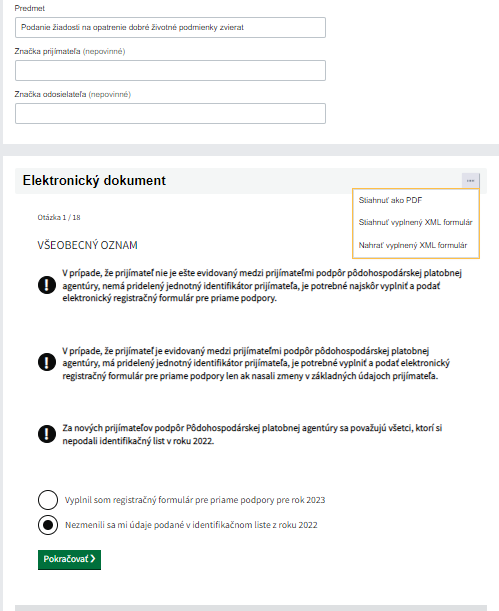 Predmet
Podanie žiadosti na opatrenie dobré životné podmienky zvierat
Značka prijímateľa (nepovinné)
Značka odosielateľa (nepovinné)
Elektronický dokument
Stiahnuť ako PDF
Stiahnuť vyplnený XML formulár
Nahrať vyplnený XML formulár
Otázka 1 / 18
VŠEOBECNÝ OZNAM
V prípade, že prijímateľ nie je ešte evidovaný medzi prijímateľmi podpôr pôdohospodárskej platobnej
agentúry, nemá pridelený jednotný identifikátor prijímateľa, je potrebné najskôr vyplniť a podať
elektronický registračný formulár pre priame podpory.
V prípade, že prijímateľ je evidovaný medzi prijímateľmi podpôr pôdohospodárskej platobnej
agentúry, má pridelený jednotný identifikátor prijímateľa, je potrebné vyplniť a podať elektronický
registračný formulár pre priame podpory len ak nasali zmeny v základných údajoch prijímateľa.
Za nových prijímateľov podpôr Pôdohospodárskej platobnej agentúry sa považujú všetci, ktorí si
nepodali identifikačný list v roku 2022.
Vyplnil som registračný formulár pre priame podpory pre rok 2023
Nezmenili sa mi údaje podané v identifikačnom liste z roku 2022
Pokračovať